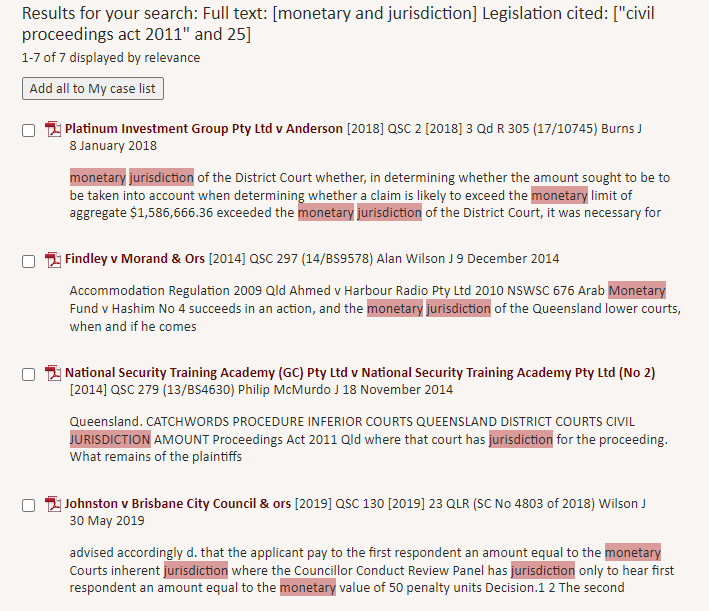 Results for your search: Full text: [monetary and jurisdiction] Legislation cited: ["civil
proceedings act 2011" and 25]
1-7 of 7 displayed by relevance
Add all to My case list
Platinum Investment Group Pty Ltd v Anderson [2018] QSC 2 [2018] 3 Qd R 305 (17/10745) Burns J
8 January 2018
monetary jurisdiction of the District Court whether, in determining whether the amount sought to be to
be taken into account when determining whether a claim is likely to exceed the monetary limit of
aggregate $1,586,666.36 exceeded the monetary jurisdiction of the District Court, it was necessary for
Findley v Morand & Ors [2014] QSC 297 (14/BS9578) Alan Wilson J 9 December 2014
Accommodation Regulation 2009 Qld Ahmed v Harbour Radio Pty Ltd 2010 NSWSC 676 Arab Monetary
Fund v Hashim No 4 succeeds in an action, and the monetary jurisdiction of the Queensland lower courts,
when and if he comes
National Security Training Academy (GC) Pty Ltd v National Security Training Academy Pty Ltd (No 2)
[2014] QSC 279 (13/BS4630) Philip McMurdo J 18 November 2014
Queensland. CATCHWORDS PROCEDURE INFERIOR COURTS QUEENSLAND DISTRICT COURTS CIVIL
JURISDICTION AMOUNT Proceedings Act 2011 Qld where that court has jurisdiction for the proceeding.
What remains of the plaintiffs
Johnston v Brisbane City Council & ors [2019] QSC 130 [2019] 23 QLR (SC No 4803 of 2018) Wilson J
30 May 2019
advised accordingly d. that the applicant pay to the first respondent an amount equal to the monetary
Courts inherent jurisdiction where the Councillor Conduct Review Panel has jurisdiction only to hear first
respondent an amount equal to the monetary value of 50 penalty units Decision.1 2 The second